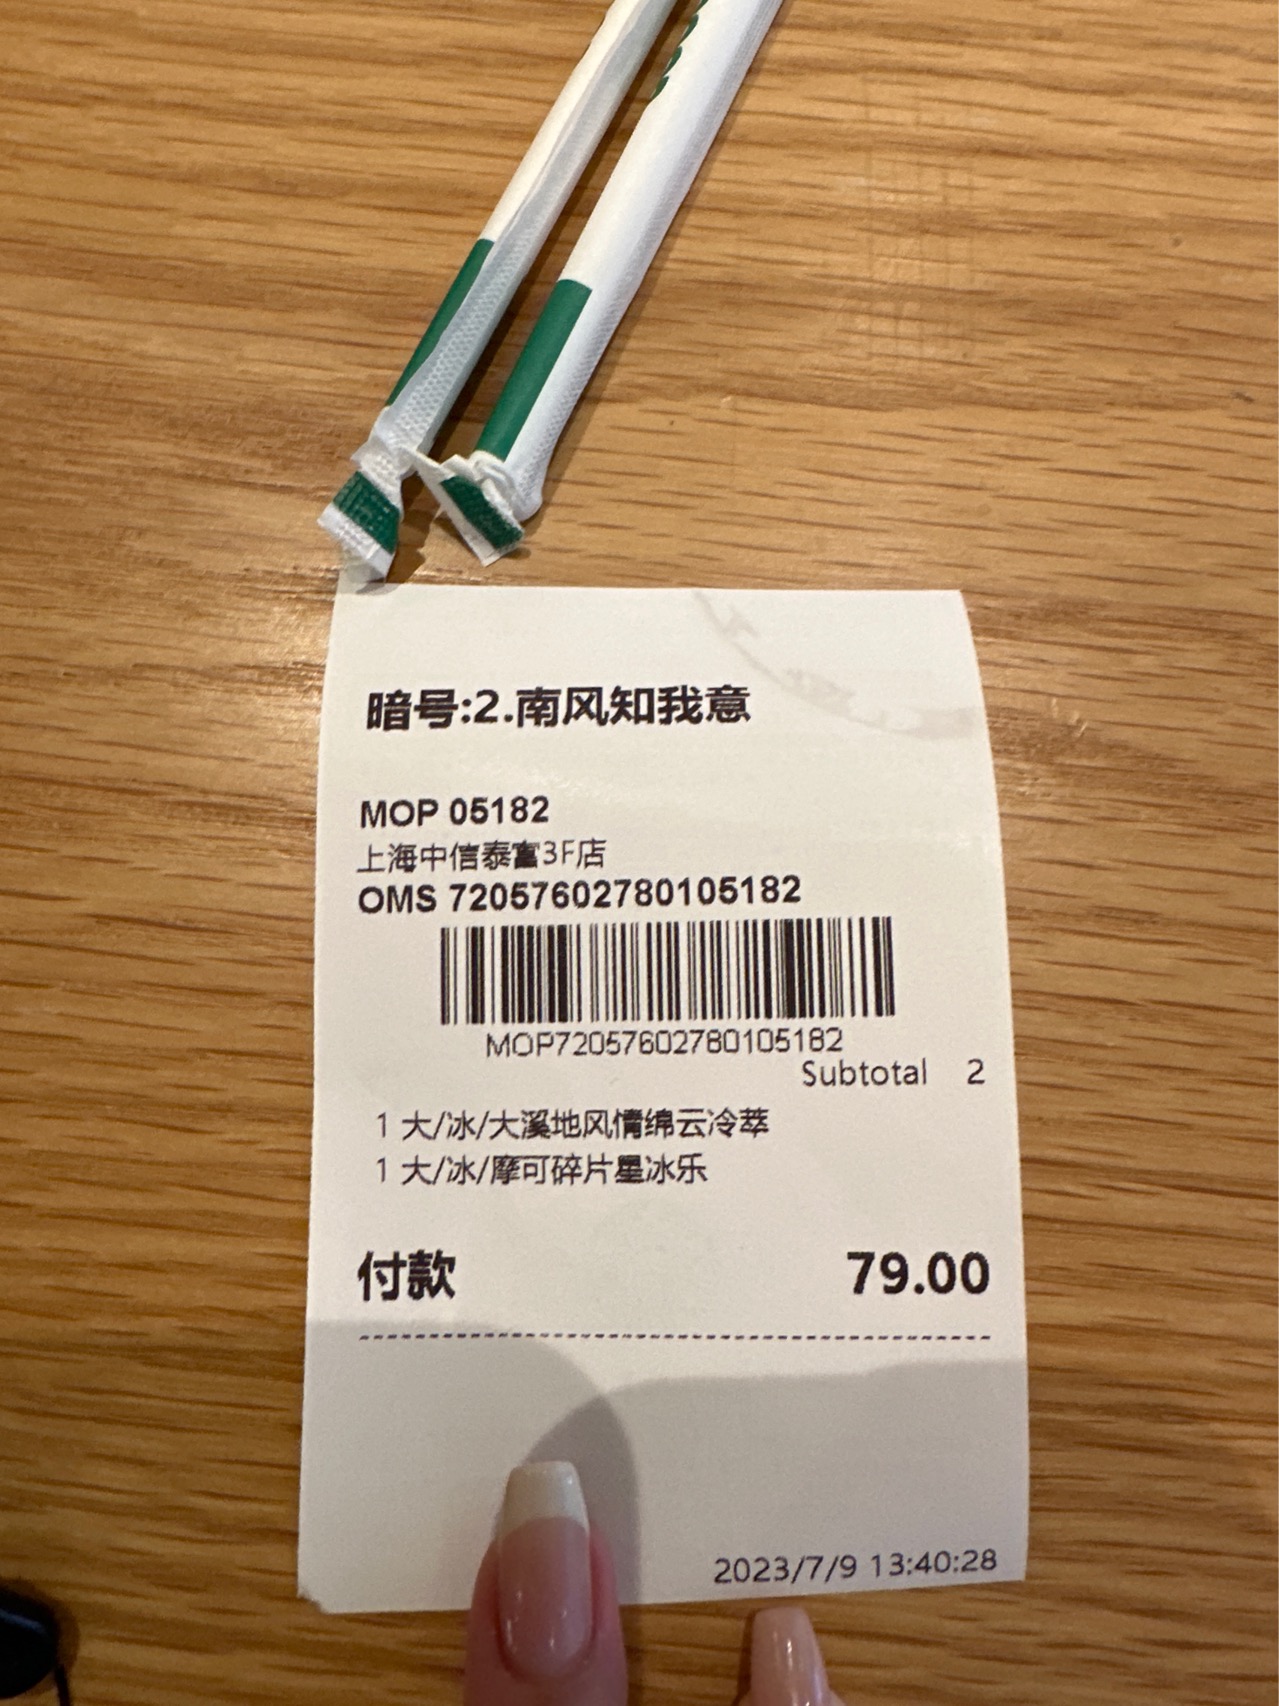 暗号:2.南风知我意
MOP 05182
上海中信泰富3F店
OMS 72057602780105182
MOP72057602780105182
Subtotal 2
1 大/冰/大溪地风情绵云冷萃
1 大/冰/摩可碎片星冰乐
付款 79.00
2023/7/9 13:40:28